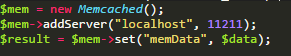 $mem = new Memcached();
$mem->addServer("localhost", 11211);
$result = $mem->set("memData", $data);